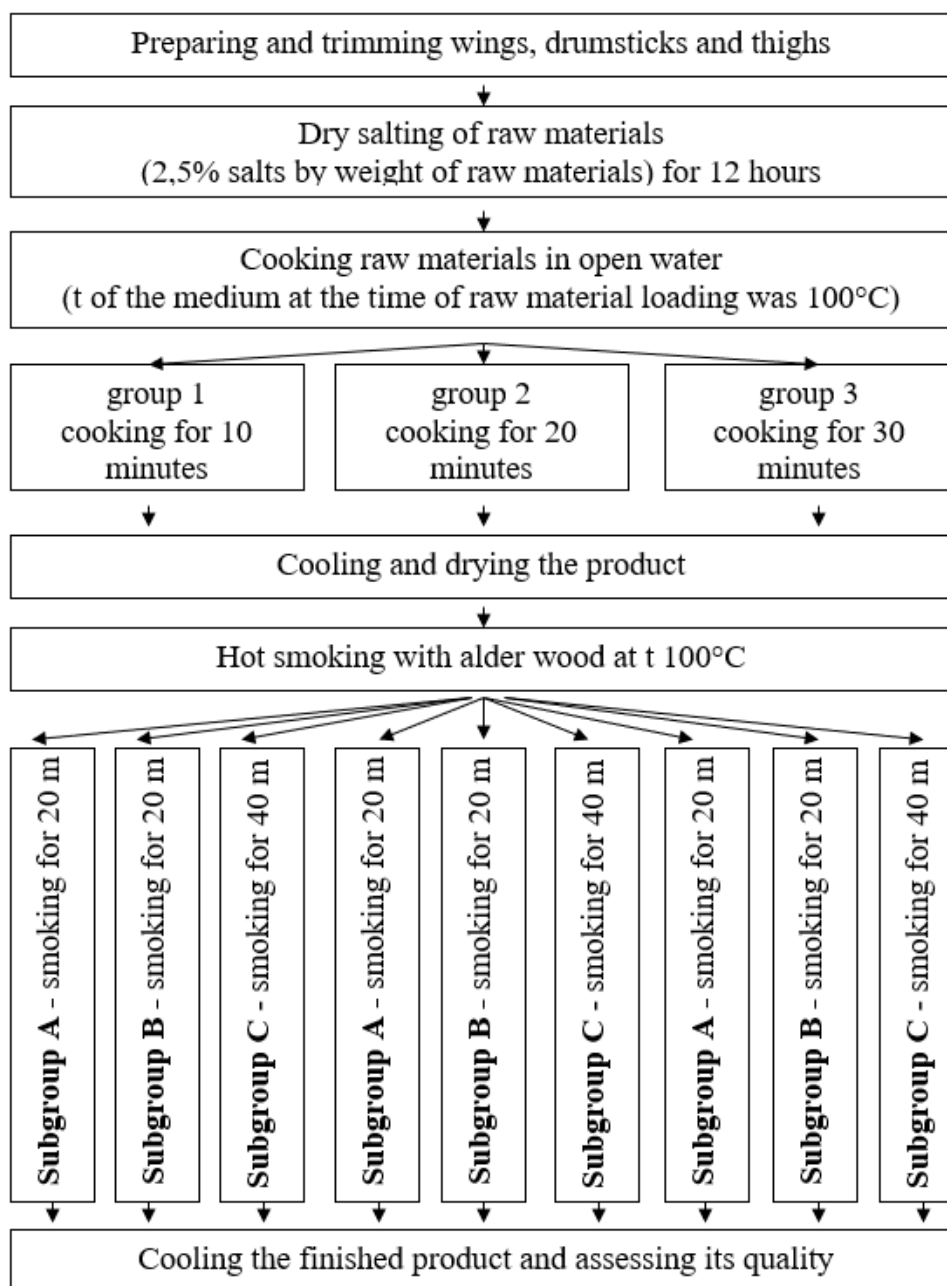 Preparing and trimming wings, drumsticks and thighs
Dry salting of raw materials
(2,5% salts by weight of raw materials) for 12 hours
Cooking raw materials in open water
(t of the medium at the time of raw material loading was 100°C)
group 1
cooking for 10
minutes
group 2
cooking for 20
minutes
group 3
cooking for 30
minutes
Cooling and drying the product
Hot smoking with alder wood at t 100°C
Subgroup A - smoking for 20 m
Subgroup B - smoking for 20 m
Subgroup C - smoking for 40 m
Subgroup A - smoking for 20 m
Subgroup B - smoking for 20 m
Subgroup C - smoking for 40 m
Subgroup A - smoking for 20 m
Subgroup B - smoking for 20 m
Subgroup C - smoking for 40 m
Cooling the finished product and assessing its quality